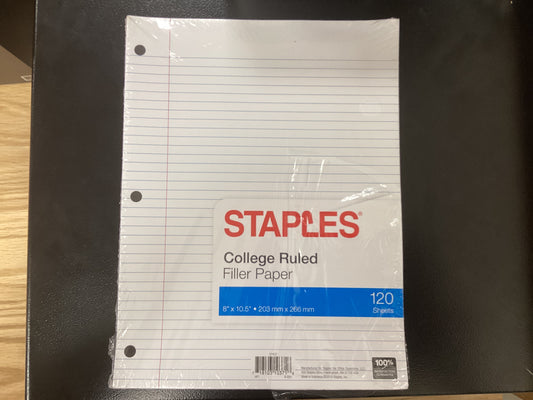 STAPLES®
College Ruled
Filler Paper
8" x 10.5" • 203 mm x 266 mm
120
Sheets
100%